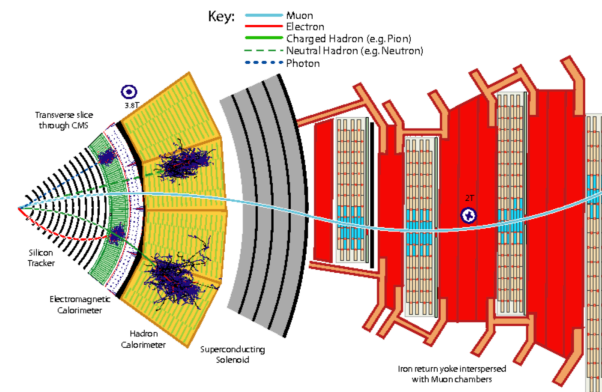 Key:
Muon
Electron
Charged Hadron (e.g. Pion)
Neutral Hadron (e.g. Neutron)
Photon
3.8T
Transverse slice
through CMS
2T
Silicon
Tracker
Electromagnetic
Calorimeter
Hadron
Calorimeter
Superconducting
Solenoid
Iron return yoke interspersed
with Muon chambers